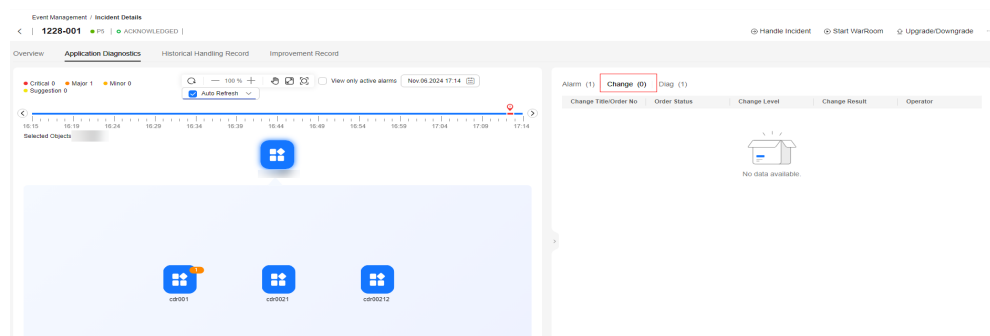 Event Management / Incident Details
1228-001 P5 | ACKNOWLEDGED |
Handle Incident Start WarRoom Upgrade/Downgrade
Overview Application Diagnostics Historical Handling Record Improvement Record
Critical 0 Major 1 Minor 0
Suggestion 0
100 %
View only active alarms
Nov.06.2024 17:14
Auto Refresh
16:15 16:19 16:24 16:29 16:34 16:39 16:44 16:49 16:54 16:59 17:04 17:09 17:14
Selected Objects
1
cdr001 cdr0021 cdr00212
Alarm (1) Change (0) Diag (1)
Change Title/Order No Order Status Change Level Change Result Operator
No data available.